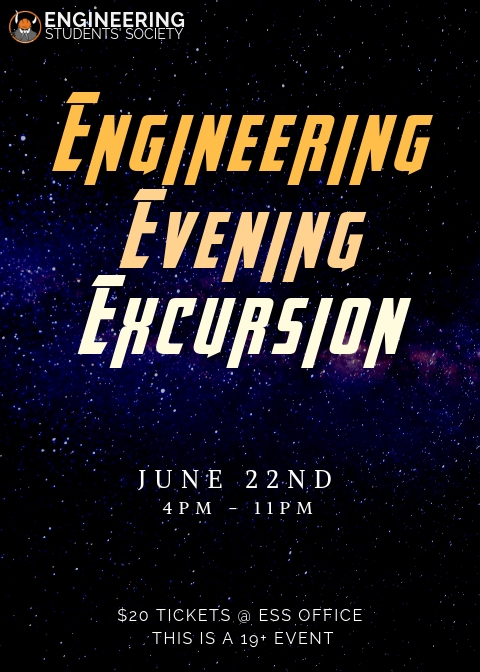 ENGINEERING
STUDENTS' SOCIETY
ENGINEERING
EVENING
EXCURSION
JUNE 22ND
4PM – 11PM
$20 TICKETS @ ESS OFFICE
THIS IS A 19+ EVENT